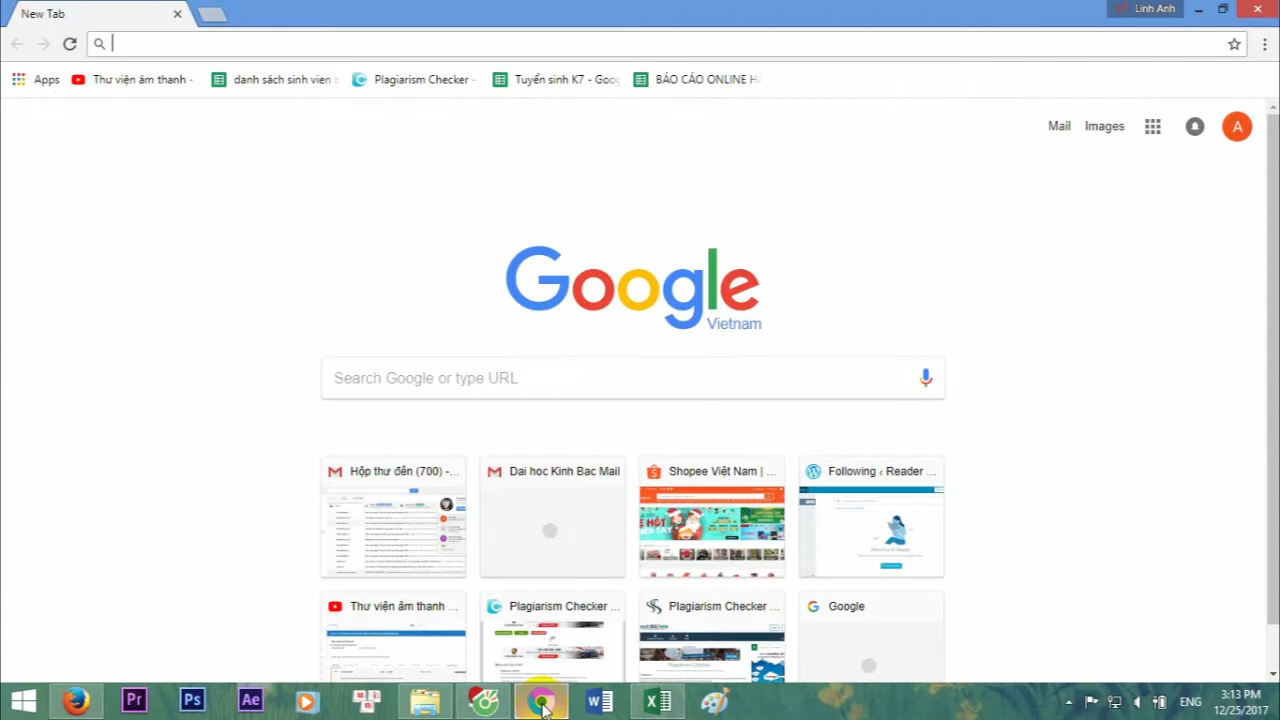 New Tab
Linh Anh
Apps
Thư viện âm thanh -
danh sách sinh vien c
Plagiarism Checker -
Tuyển sinh K7 - Goog
BÁO CÁO ONLINE H
Mail Images A
Google
Vietnam
Search Google or type URL
Hộp thư đến (700) -...
Dai hoc Kinh Bac Mail
Shopee Việt Nam | ...
Following ‹ Reader ...
Thư viện âm thanh ...
Plagiarism Checker ...
Plagiarism Checker ...
Google
Pr Ps Ae
ENG
3:13 PM
12/25/2017